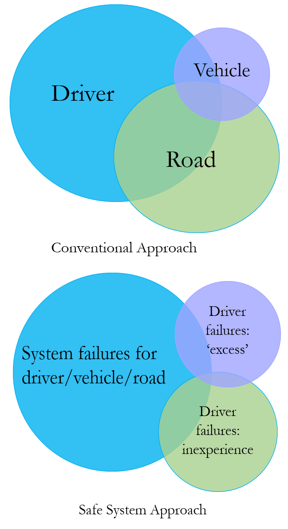 Driver
Vehicle
Road
Conventional Approach
System failures for
driver/vehicle/road
Driver
failures:
‘excess’
Driver
failures:
inexperience
Safe System Approach